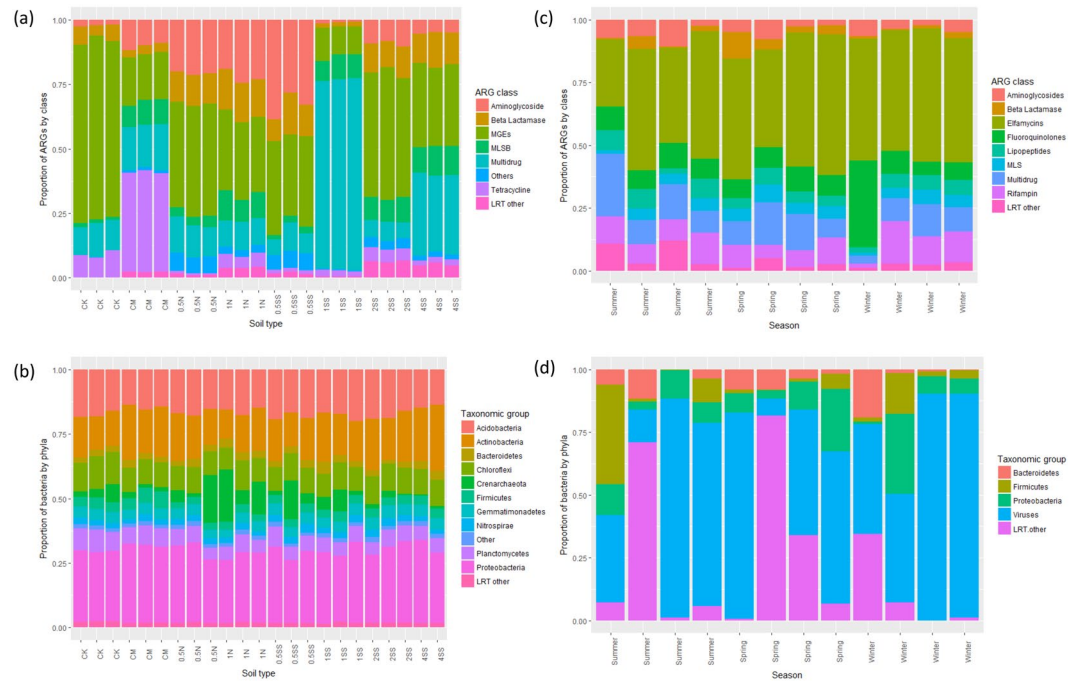 (a)
Proportion of ARGs by class
1.00
0.75
0.50
0.25
0.00
CK
CK
CK
CM
CM
CM
0.5N
0.5N
0.5N
1N
1N
1N
0.5SS
0.5SS
0.5SS
1SS
1SS
1SS
2SS
2SS
2SS
4SS
4SS
4SS
Soil type
ARG class
Aminoglycoside
Beta Lactamase
MGEs
MLSB
Multidrug
Others
Tetracycline
LRT other
(c)
Proportion of ARGs by class
1.00
0.75
0.50
0.25
0.00
Summer
Summer
Summer
Summer
Spring
Spring
Spring
Spring
Winter
Winter
Winter
Winter
Season
ARG class
Aminoglycosides
Beta Lactamase
Elfamycins
Fluoroquinolones
Lipopeptides
MLS
Multidrug
Rifampin
LRT other
(b)
Proportion of bacteria by phyla
1.00
0.75
0.50
0.25
0.00
CK
CK
CK
CM
CM
CM
0.5N
0.5N
1N
1N
1N
0.5SS
0.5SS
0.5SS
1SS
1SS
1SS
2SS
2SS
2SS
4SS
4SS
Soil type
Taxonomic group
Acidobacteria
Actinobacteria
Bacteroidetes
Chloroflexi
Crenarchaeota
Firmicutes
Gemmatimonadetes
Nitrospirae
Other
Planctomycetes
Proteobacteria
LRT other
(d)
Proportion of bacteria by phyla
1.00
0.75
0.50
0.25
0.00
Summer
Summer
Summer
Summer
Spring
Spring
Spring
Spring
Winter
Winter
Winter
Winter
Season
Taxonomic group
Bacteroidetes
Firmicutes
Proteobacteria
Viruses
LRT.other